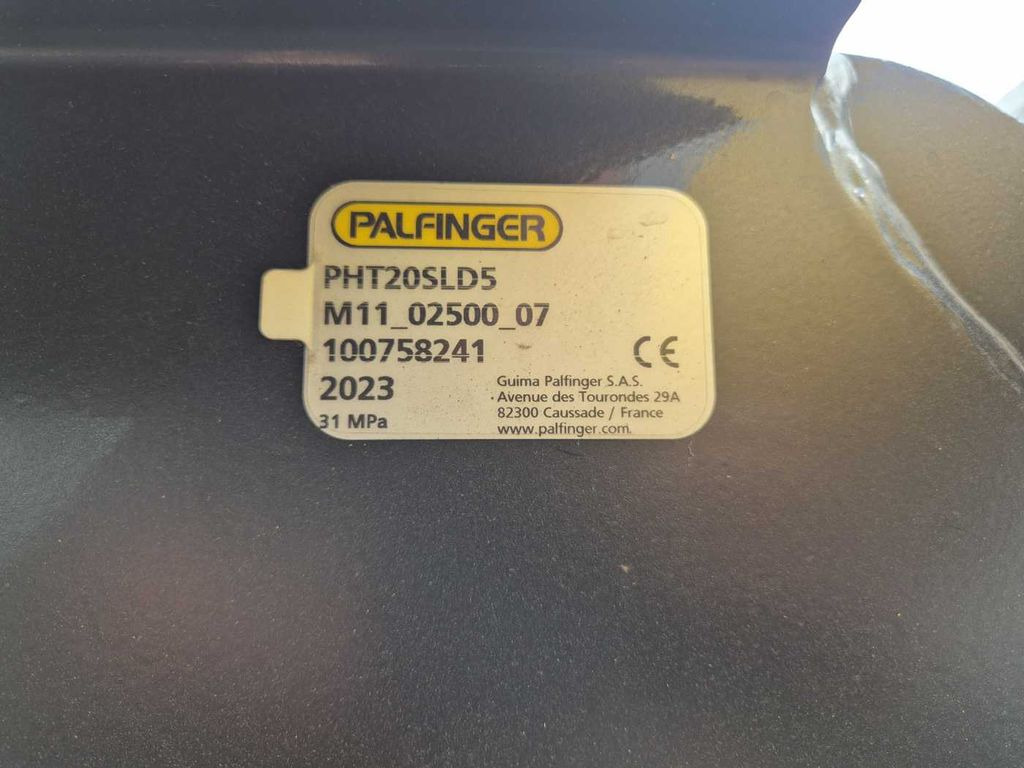 PALFINGER
PHT20SLD5
M11_02500_07
100758241
CE
2023
31 MPa
Guima Palfinger S.A.S.
Avenue des Tourondes 29A
82300 Caussade / France
www.palfinger.com